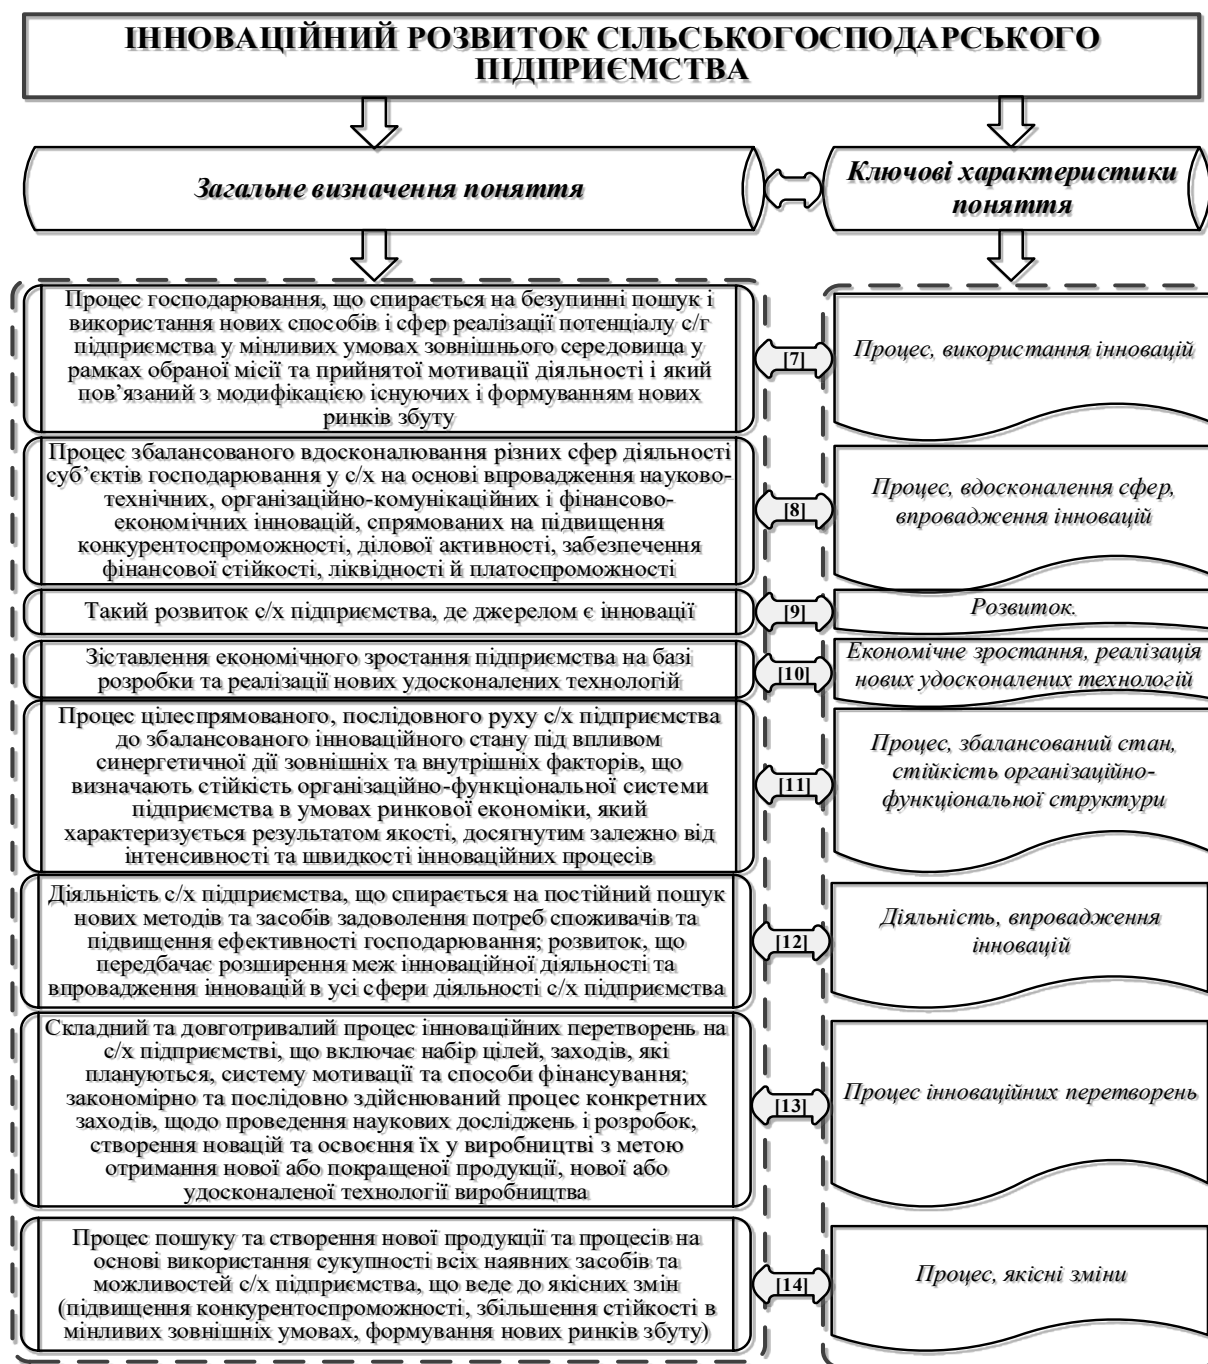 ІННОВАЦІЙНИЙ РОЗВИТОК СІЛЬСЬКОГОСПОДАРСЬКОГО
ПІДПРИЄМСТВА
Загальне визначення поняття
Ключові характеристики
поняття
Процес господарювання, що спирається на безупинні пошук і
використання нових способів і сфер реалізації потенціалу с/г
підприємства у мінливих умовах зовнішнього середовища у
рамках обраної місії та прийнятої мотивації діяльності і який
пов’язаний з модифікацією існуючих і формуванням нових
ринків збуту
[7]
Процес, використання інновацій
Процес збалансованого вдосконалювання різних сфер діяльності
суб’єктів господарювання у с/х на основі впровадження науково-
технічних, організаційно-комунікаційних і фінансово-
економічних інновацій, спрямованих на підвищення
конкурентоспроможності, ділової активності, забезпечення
фінансової стійкості, ліквідності й платоспроможності
[8]
Процес, вдосконалення сфер,
впровадження інновацій
Такий розвиток с/х підприємства, де джерелом є інновації
[9]
Розвиток.
Зіставлення економічного зростання підприємства на базі
розробки та реалізації нових удосконалених технологій
[10]
Економічне зростання, реалізація
нових удосконалених технологій
Процес цілеспрямованого, послідовного руху с/х підприємства
до збалансованого інноваційного стану під впливом
синергетичної дії зовнішніх та внутрішніх факторів, що
визначають стійкість організаційно-функціональної системи
підприємства в умовах ринкової економіки, який
характеризується результатом якості, досягнутим залежно від
інтенсивності та швидкості інноваційних процесів
[11]
Процес, збалансований стан,
стійкість організаційно-
функціональної структури
Діяльність с/х підприємства, що спирається на постійний пошук
нових методів та засобів задоволення потреб споживачів та
підвищення ефективності господарювання; розвиток, що
передбачає розширення меж інноваційної діяльності та
впровадження інновацій в усі сфери діяльності с/х підприємства
[12]
Діяльність, впровадження
інновацій
Складний та довготривалий процес інноваційних перетворень на
с/х підприємстві, що включає набір цілей, заходів, які
плануються, систему мотивації та способи фінансування;
закономірно та послідовно здійснюваний процес конкретних
заходів, щодо проведення наукових досліджень і розробок,
створення новацій та освоєння їх у виробництві з метою
отримання нової або покращеної продукції, нової або
удосконаленої технології виробництва
[13]
Процес інноваційних перетворень
Процес пошуку та створення нової продукції та процесів на
основі використання сукупності всіх наявних засобів та
можливостей с/х підприємства, що веде до якісних змін
(підвищення конкурентоспроможності, збільшення стійкості в
мінливих зовнішніх умовах, формування нових ринків збуту)
[14]
Процес, якісні зміни